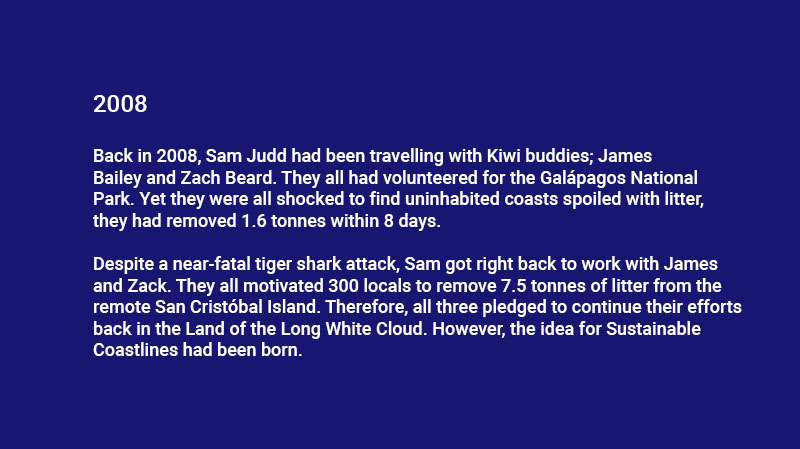 2008
Back in 2008, Sam Judd had been travelling with Kiwi buddies; James
Bailey and Zach Beard. They all had volunteered for the Galápagos National
Park. Yet they were all shocked to find uninhabited coasts spoiled with litter,
they had removed 1.6 tonnes within 8 days.
Despite a near-fatal tiger shark attack, Sam got right back to work with James
and Zack. They all motivated 300 locals to remove 7.5 tonnes of litter from the
remote San Cristóbal Island. Therefore, all three pledged to continue their efforts
back in the Land of the Long White Cloud. However, the idea for Sustainable
Coastlines had been born.